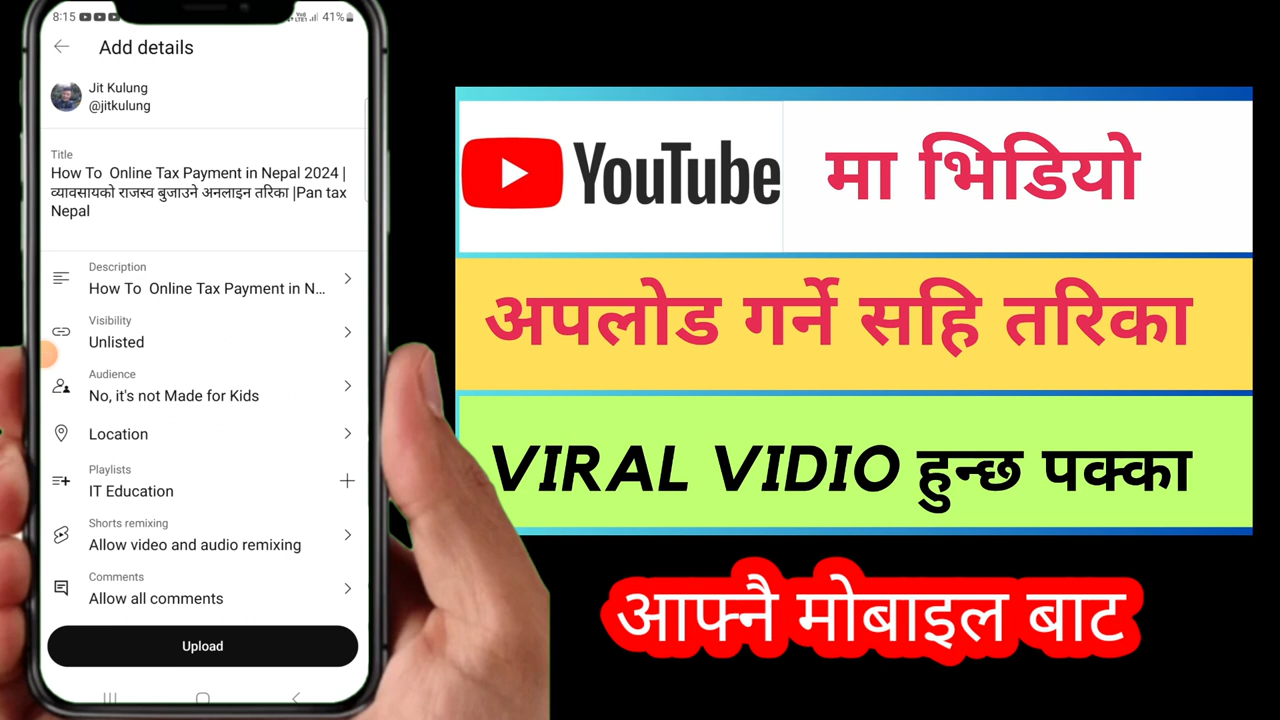 8:15
41%
Add details
Jit Kulung
@jitkulung
Title
How To Online Tax Payment in Nepal 2024 |
व्यावसायको राजस्व बुजाउने अनलाइन तरिका |Pan tax
Nepal
Description
How To Online Tax Payment in N...
Visibility
Unlisted
Audience
No, it's not Made for Kids
Location
Playlists
IT Education
Shorts remixing
Allow video and audio remixing
Comments
Allow all comments
Upload
YouTube मा भिडियो
अपलोड गर्ने सहि तरिका
VIRAL VIDIO हुन्छ पक्का
आफ्नै मोबाइल बाट